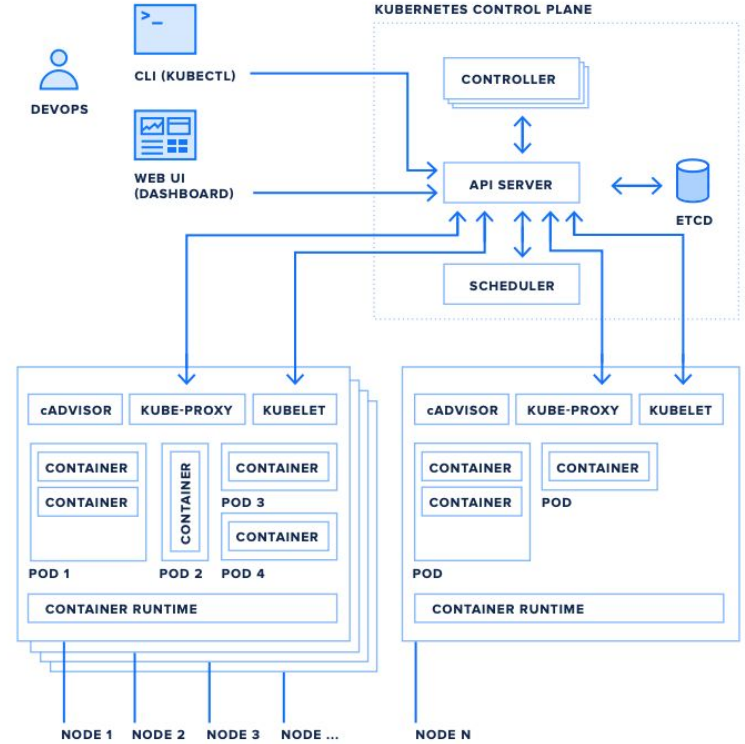 KUBERNETES CONTROL PLANE
>_
CLI (KUBECTL)
DEVOPS
WEB UI
(DASHBOARD)
CONTROLLER
API SERVER
ETCD
SCHEDULER
cADVISOR
KUBE-PROXY
KUBELET
CONTAINER
CONTAINER
POD 1
CONTAINER
POD 2
CONTAINER
POD 3
CONTAINER
POD 4
CONTAINER RUNTIME
cADVISOR
KUBE-PROXY
KUBELET
CONTAINER
CONTAINER
POD
CONTAINER
POD
CONTAINER RUNTIME
NODE 1
NODE 2
NODE 3
NODE ...
NODE N